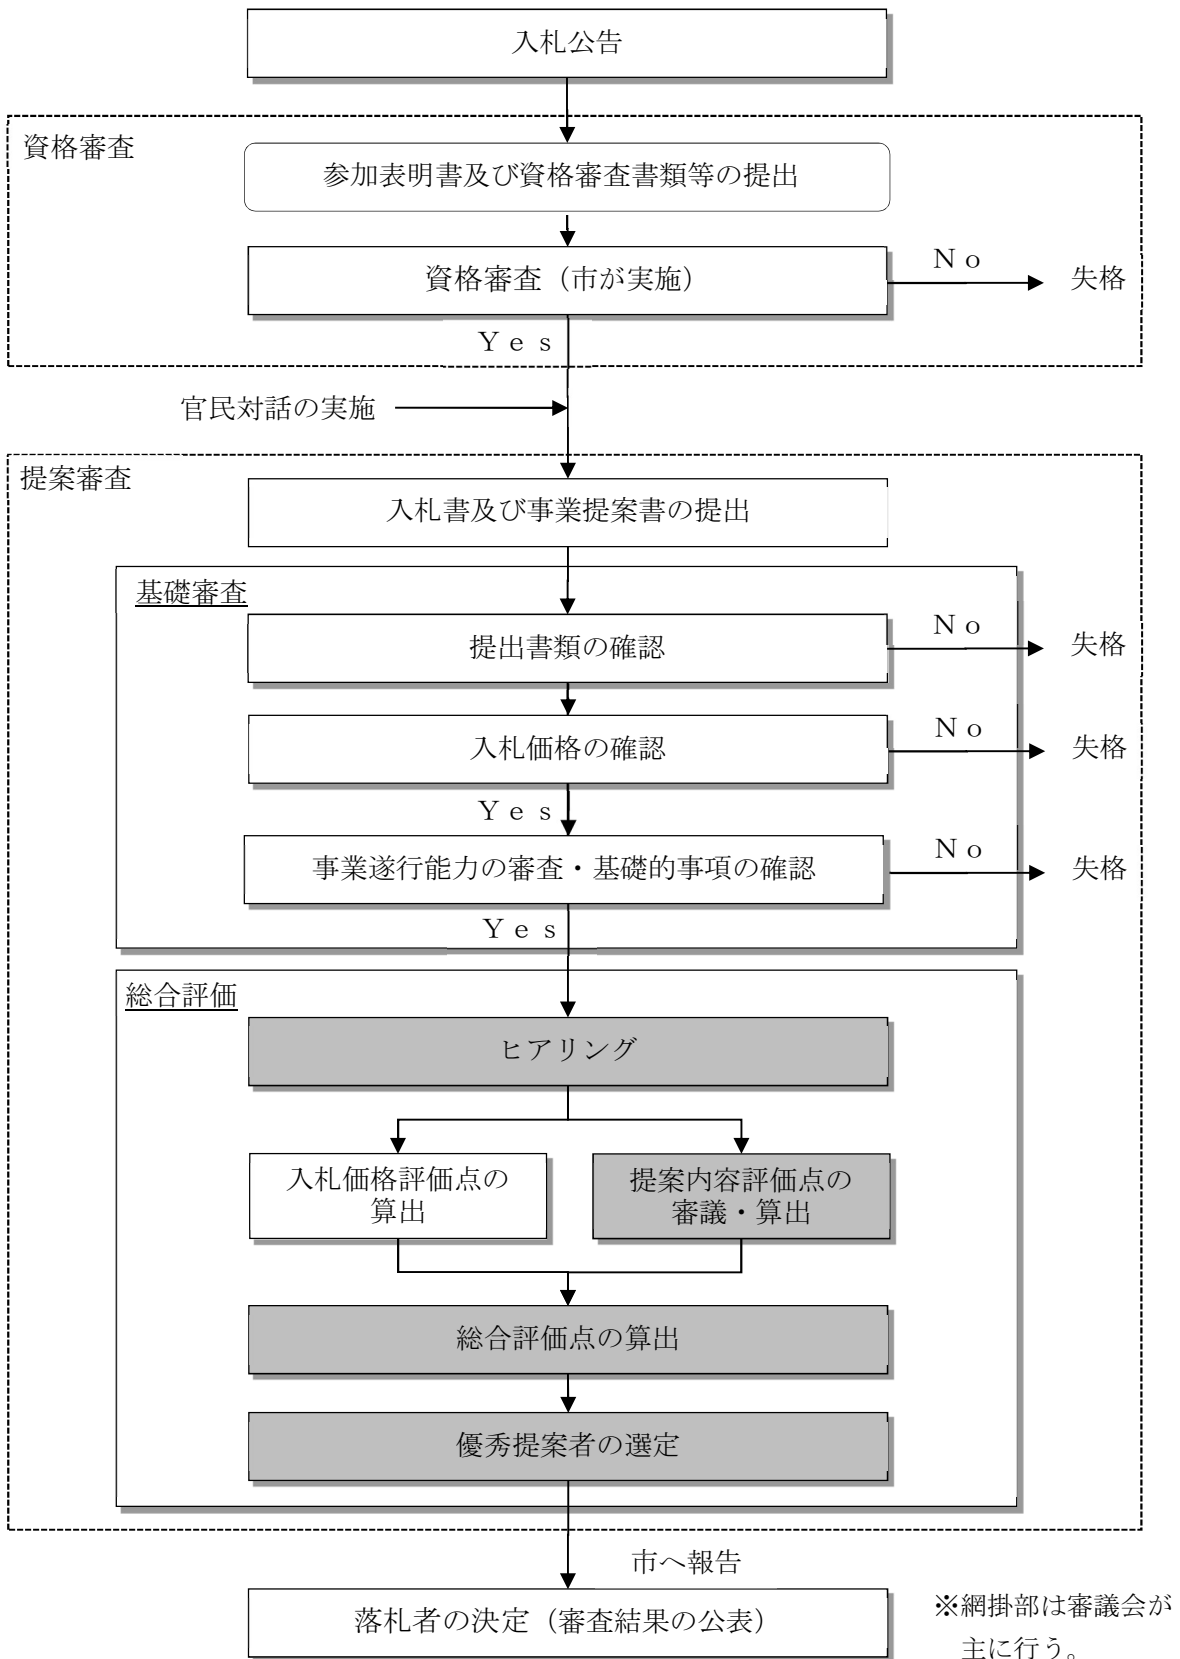 入札公告
資格審査
参加表明書及び資格審査書類等の提出
資格審査（市が実施）
Ｎｏ
失格
Ｙｅｓ
官民対話の実施
提案審査
入札書及び事業提案書の提出
基礎審査
提出書類の確認
Ｎｏ
失格
入札価格の確認
Ｎｏ
失格
Ｙｅｓ
事業遂行能力の審査・基礎的事項の確認
Ｎｏ
失格
Ｙｅｓ
総合評価
ヒアリング
入札価格評価点の
算出
提案内容評価点の
審議・算出
総合評価点の算出
優秀提案者の選定
市へ報告
落札者の決定（審査結果の公表）
※網掛部は審議会が
主に行う。